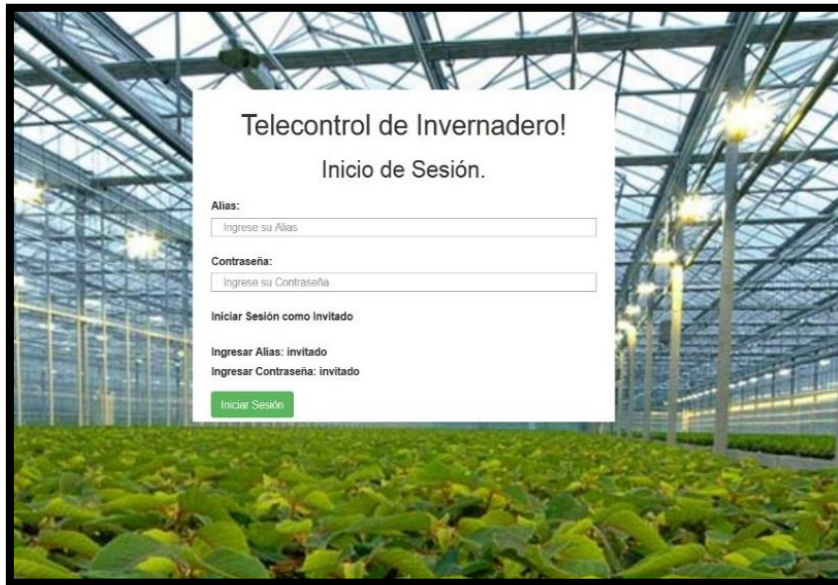 Telecontrol de Invernadero!
Inicio de Sesión.
Alias:
Ingrese su Alias
Contraseña:
Ingrese su Contraseña
Iniciar Sesión como Invitado
Ingresar Alias: invitado
Ingresar Contraseña: invitado
Iniciar Sesión